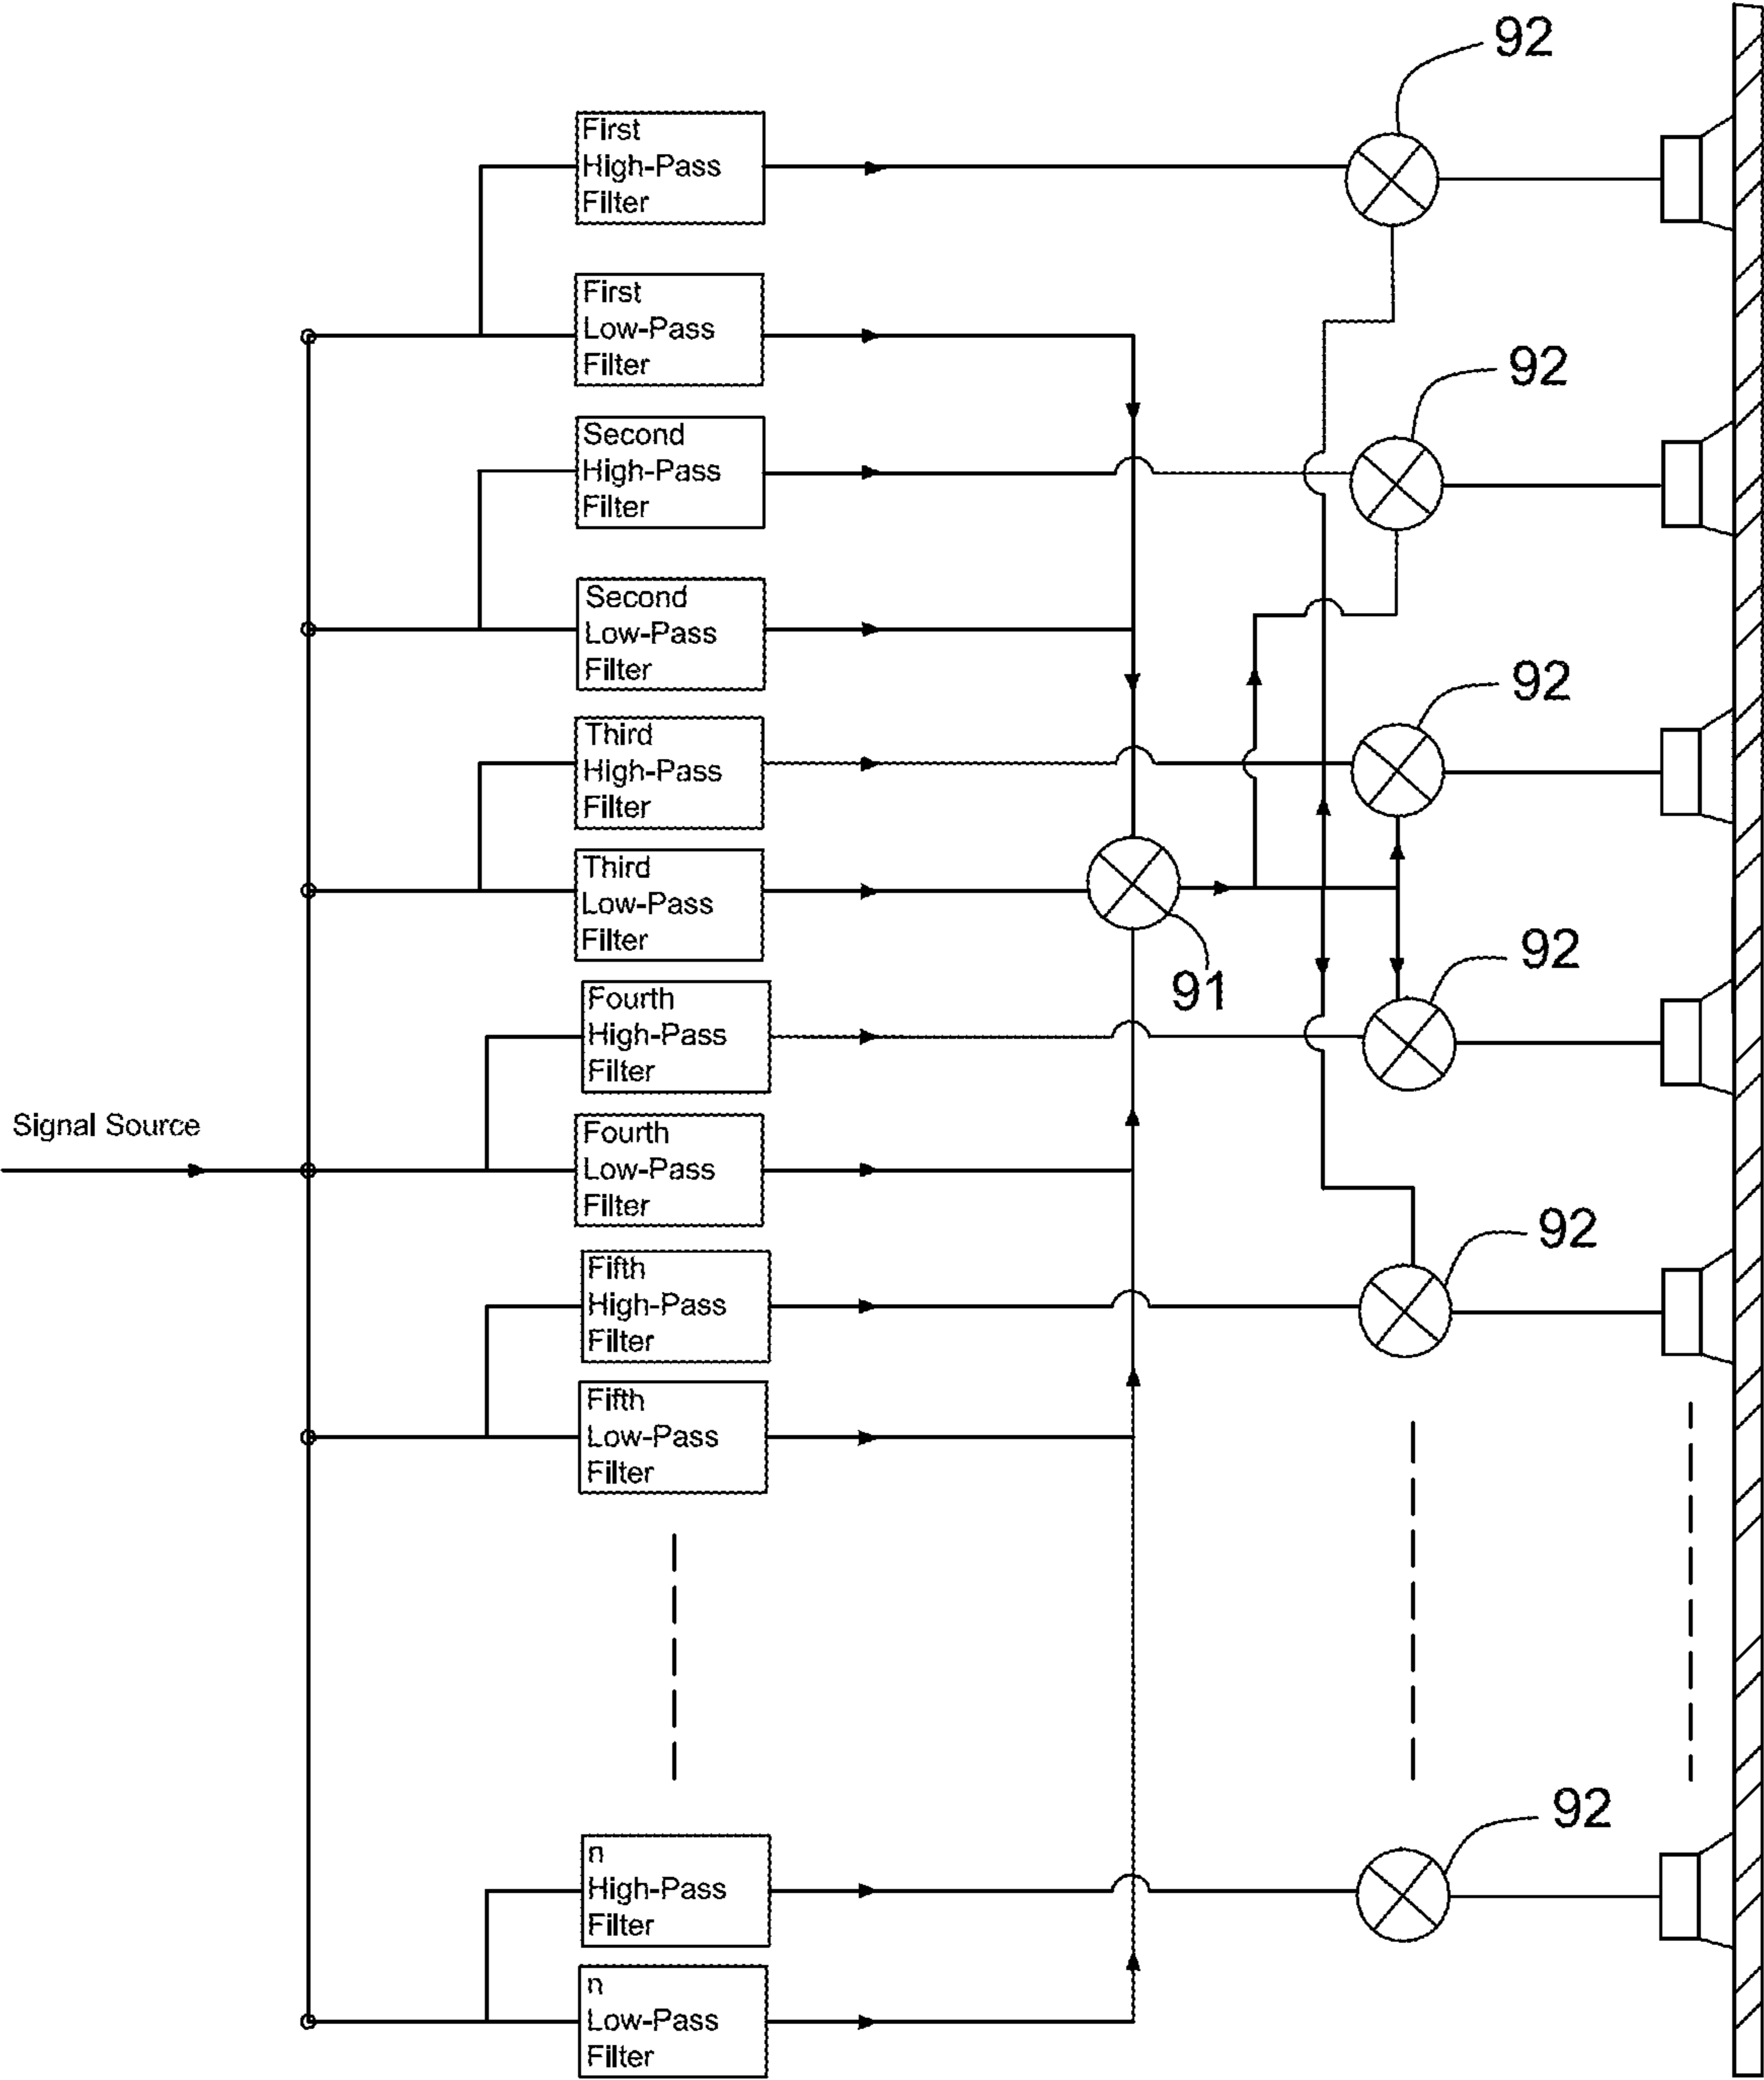 92
First
High-Pass
Filter
First
Low-Pass
Filter
92
Second
High-Pass
Filter
Second
Low-Pass
Filter
92
Third
High-Pass
Filter
Third
Low-Pass
Filter
92
91
Fourth
High-Pass
Filter
Signal Source
Fourth
Low-Pass
Filter
92
Fifth
High-Pass
Filter
Fifth
Low-Pass
Filter
92
n
High-Pass
Filter
n
Low-Pass
Filter